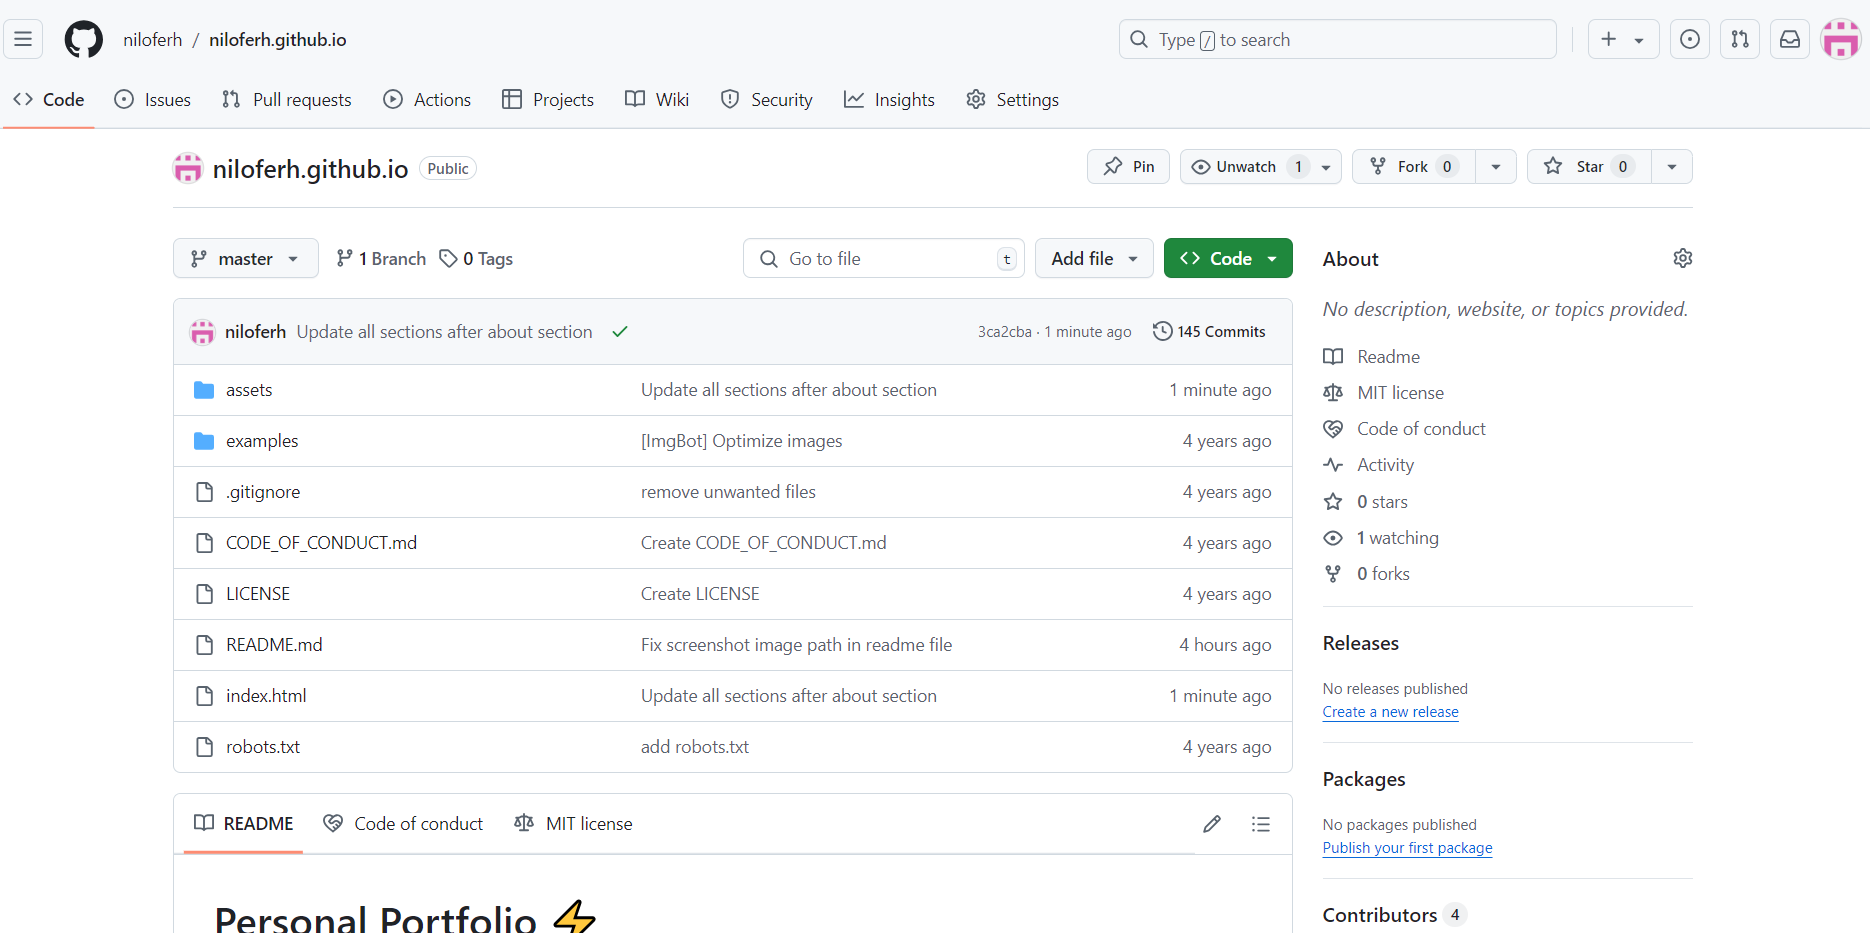 niloferh / niloferh.github.io
Type / to search
Code Issues Pull requests Actions Projects Wiki Security Insights Settings
niloferh.github.io Public
Pin Unwatch 1 Fork 0 Star 0
master 1 Branch 0 Tags Go to file t Add file Code
niloferh Update all sections after about section 3ca2cba · 1 minute ago 145 Commits
assets Update all sections after about section 1 minute ago
examples [ImgBot] Optimize images 4 years ago
.gitignore remove unwanted files 4 years ago
CODE_OF_CONDUCT.md Create CODE_OF_CONDUCT.md 4 years ago
LICENSE Create LICENSE 4 years ago
README.md Fix screenshot image path in readme file 4 hours ago
index.html Update all sections after about section 1 minute ago
robots.txt add robots.txt 4 years ago
README Code of conduct MIT license
Personal Portfolio ⚡
About
No description, website, or topics provided.
Readme
MIT license
Code of conduct
Activity
0 stars
1 watching
0 forks
Releases
No releases published
Create a new release
Packages
No packages published
Publish your first package
Contributors 4